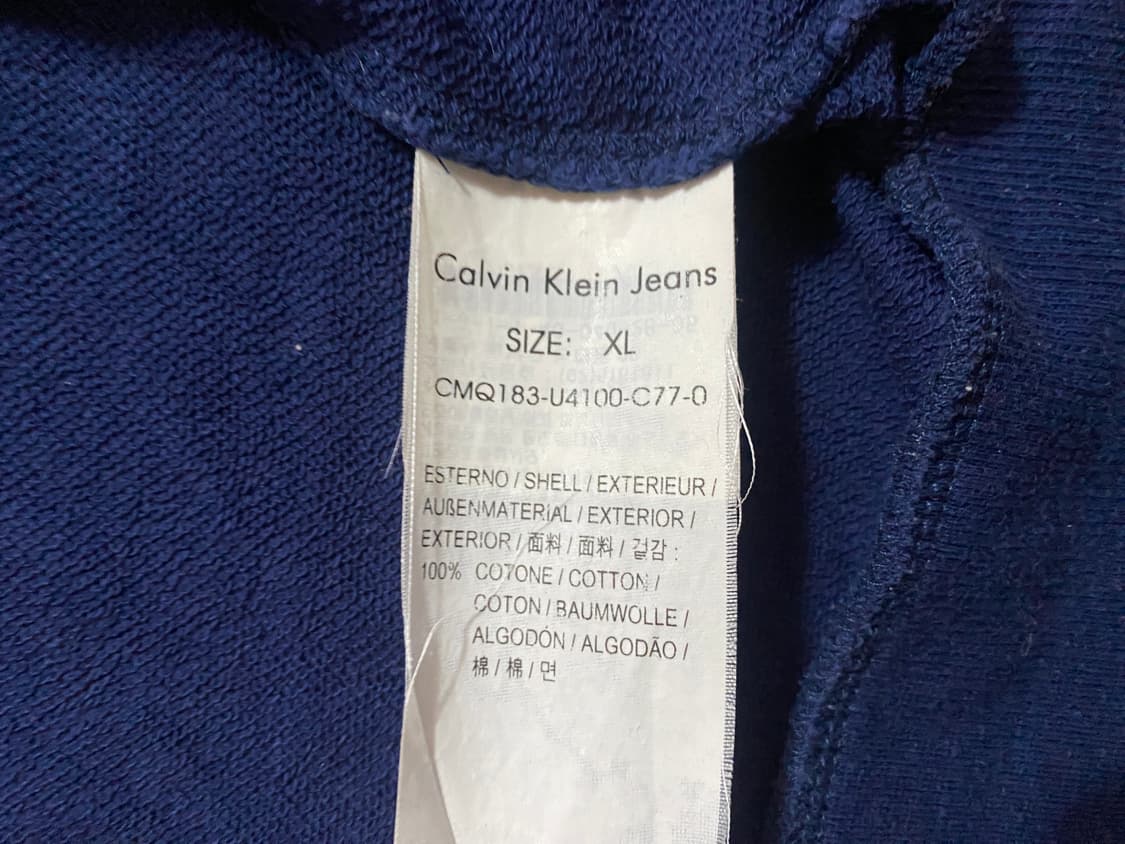 Calvin Klein Jeans
SIZE: XL
CMQ183-U4100-C77-0
ESTERNO / SHELL / EXTERIEUR /
AUßENMATERIAL / EXTERIOR /
EXTERIOR / 面料 / 面料 / 겉감 :
100% COTONE / COTTON /
COTON / BAUMWOLLE /
ALGODÓN / ALGODÃO /
棉 / 棉 / 면